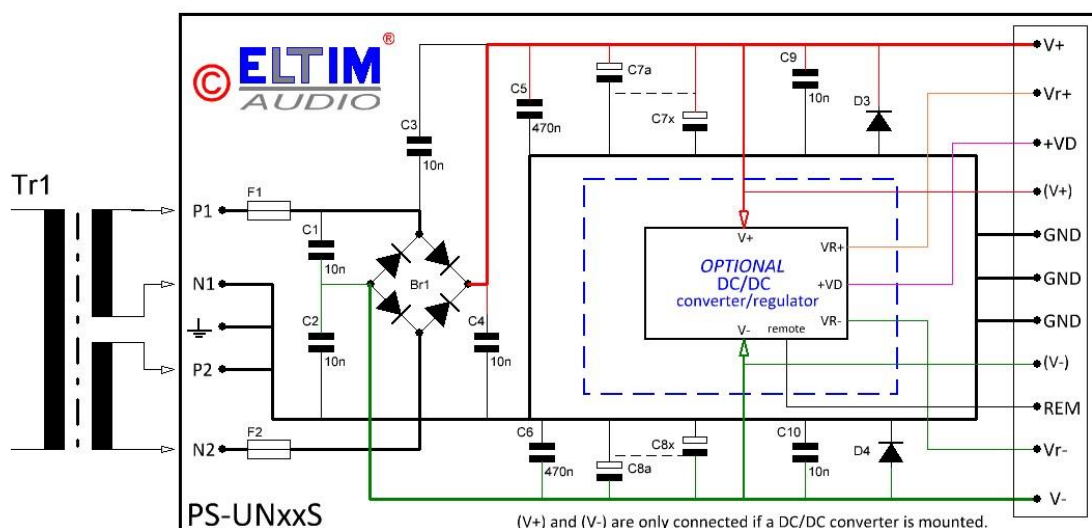 © ELTIM®
AUDIO
Tr1
P1
N1
P2
N2
F1
F2
C1
10n
C2
10n
C3
10n
Br1
C4
10n
C5
470n
C7a
C7x
C9
10n
D3
V+
OPTIONAL
DC/DC
converter/regulator
V-
remote
VR+
+VD
VR-
C6
470n
C8a
C8x
C10
10n
D4
V+
Vr+
+VD
(V+)
GND
GND
GND
(V-)
REM
Vr-
V-
PS-UNxxS
(V+) and (V-) are only connected if a DC/DC converter is mounted.